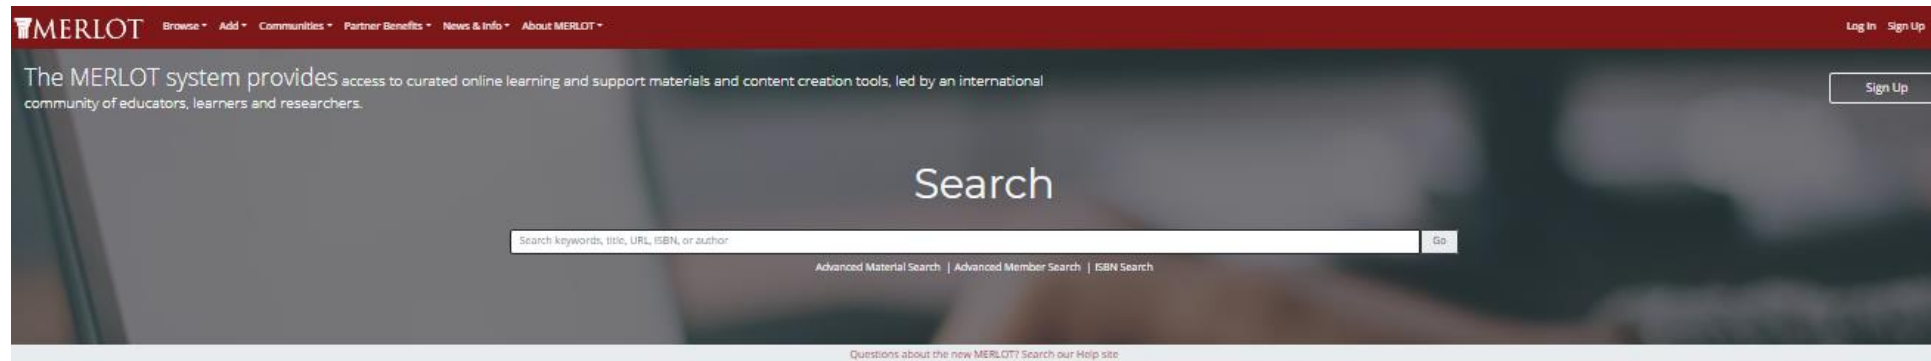 MERLOT Browse Add Communities Partner Benefits News & Info About MERLOT Log In Sign Up
The MERLOT system provides access to curated online learning and support materials and content creation tools, led by an international
community of educators, learners and researchers.
Sign Up
Search
Search keywords, title, URL, ISBN, or author Go
Advanced Material Search | Advanced Member Search | ISBN Search
Questions about the new MERLOT? Search our Help site